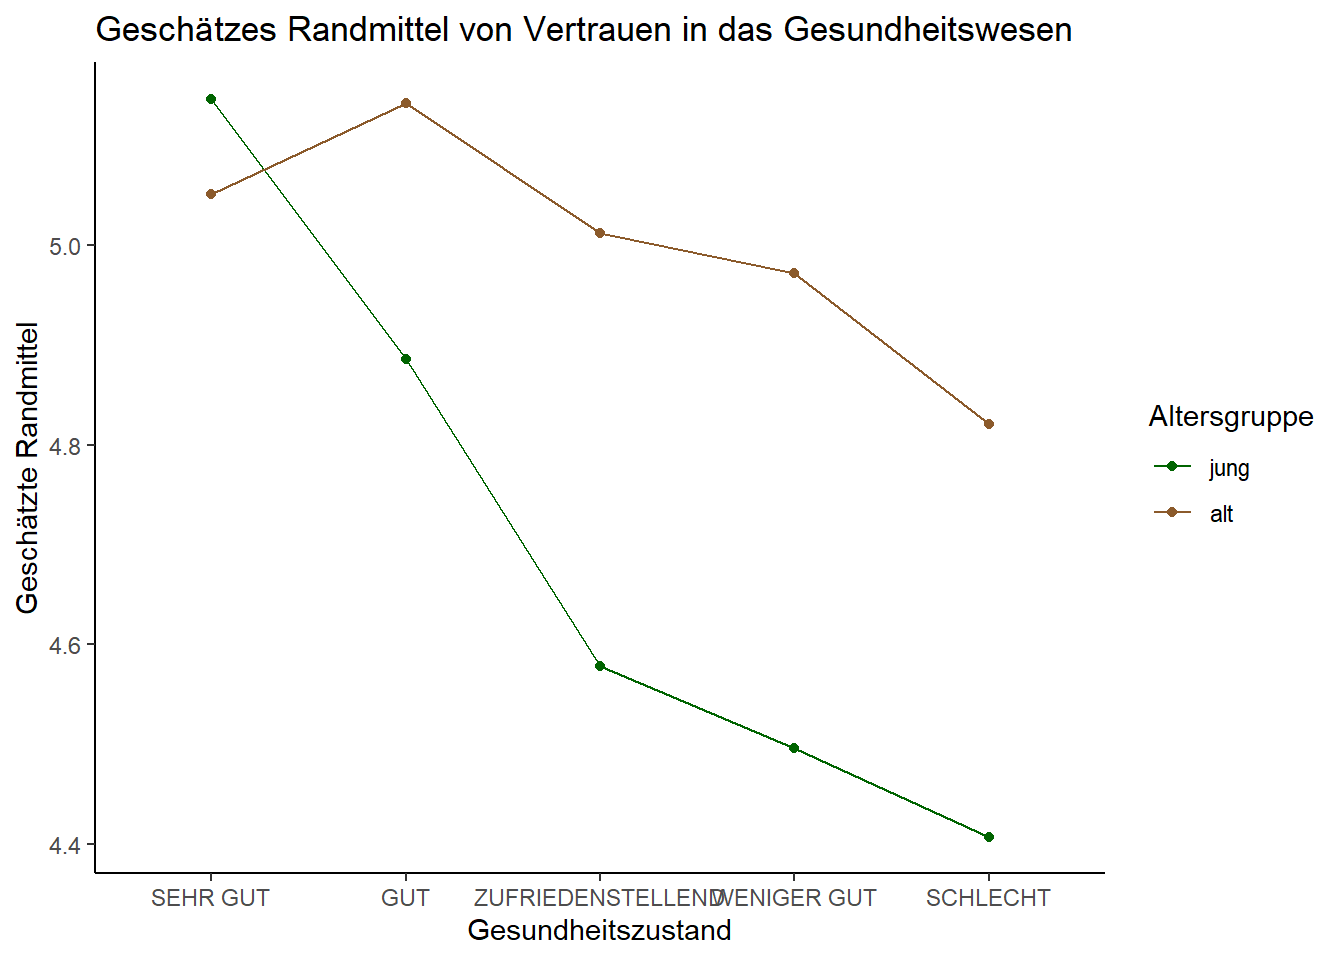 Geschätzes Randmittel von Vertrauen in das Gesundheitswesen
Geschätzte Randmittel
5.0
4.8
4.6
4.4
SEHR GUT
GUT
ZUFRIEDENSTELLEND
WENIGER GUT
SCHLECHT
Gesundheitszustand
Altersgruppe
jung
alt